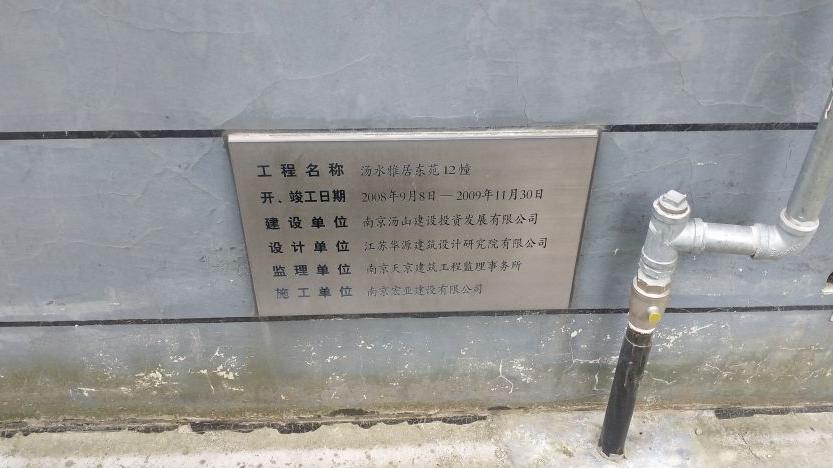 工程名称 汤水雅居东苑12幢
开、竣工日期 2008年9月8日—2009年11月30日
建设单位 南京汤山建设投资发展有限公司
设计单位 江苏华源建筑设计研究院有限公司
监理单位 南京天京建筑工程监理事务所
施工单位 南京宏亚建设有限公司